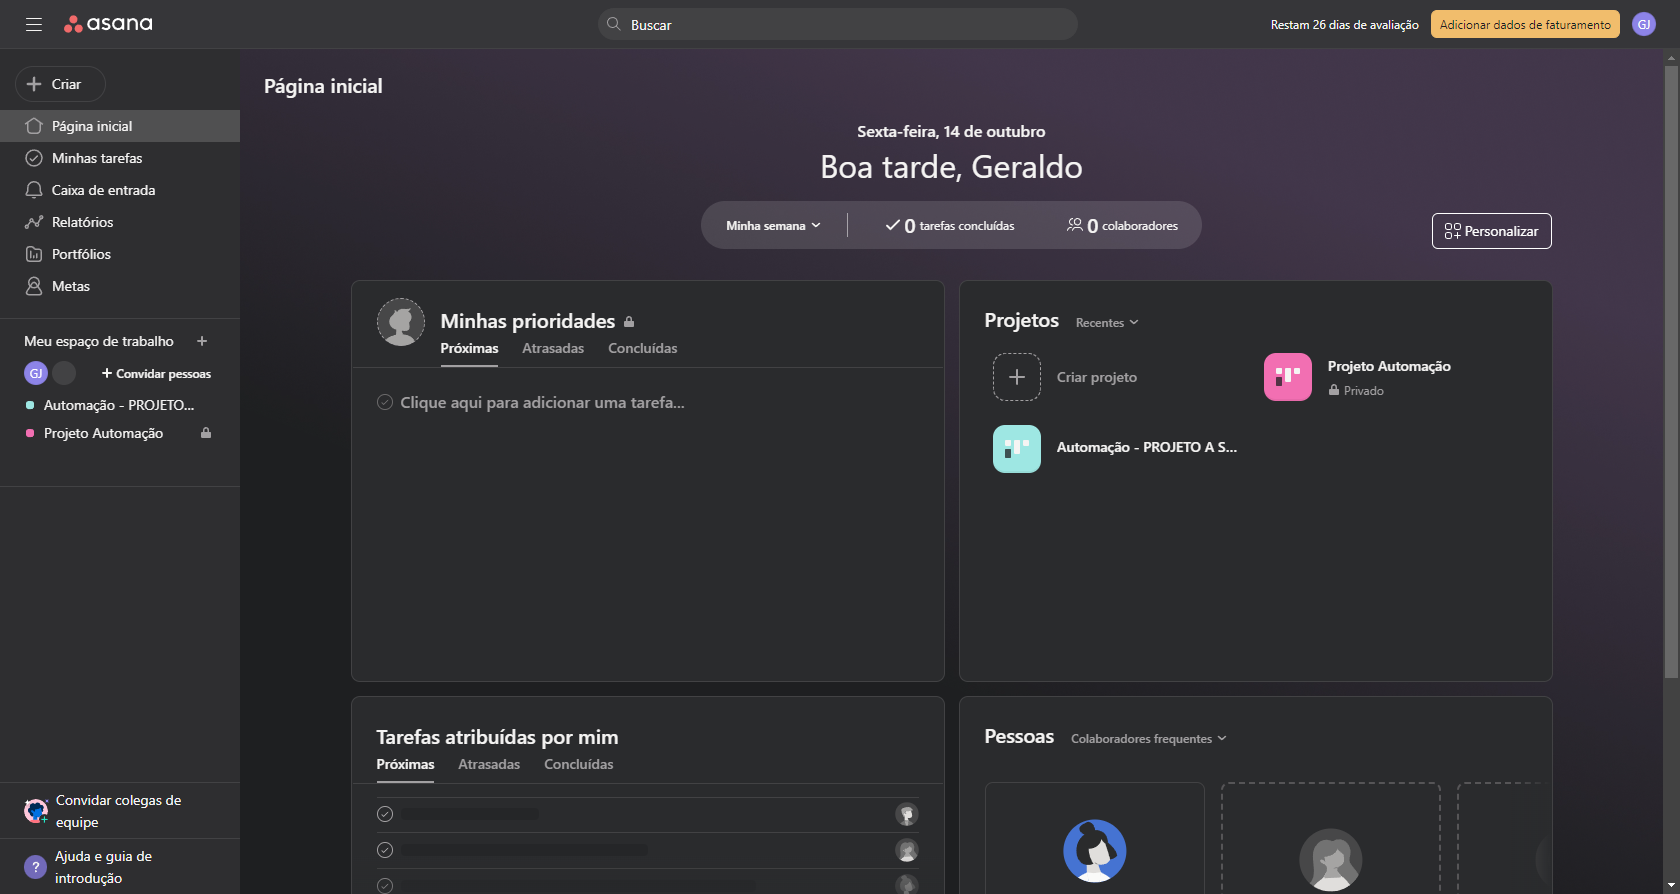 asana
Buscar
Restam 26 dias de avaliação
Adicionar dados de faturamento
GJ
Criar
Página inicial
Minhas tarefas
Caixa de entrada
Relatórios
Portfólios
Metas
Meu espaço de trabalho
GJ
Convidar pessoas
Automação - PROJETO...
Projeto Automação
Convidar colegas de
equipe
?
Ajuda e guia de
introdução
Página inicial
Sexta-feira, 14 de outubro
Boa tarde, Geraldo
Minha semana
0 tarefas concluídas
0 colaboradores
Personalizar
Minhas prioridades
Próximas Atrasadas Concluídas
Clique aqui para adicionar uma tarefa...
Projetos Recentes
Criar projeto
Projeto Automação
Privado
Automação - PROJETO A S...
Tarefas atribuídas por mim
Próximas Atrasadas Concluídas
Pessoas Colaboradores frequentes